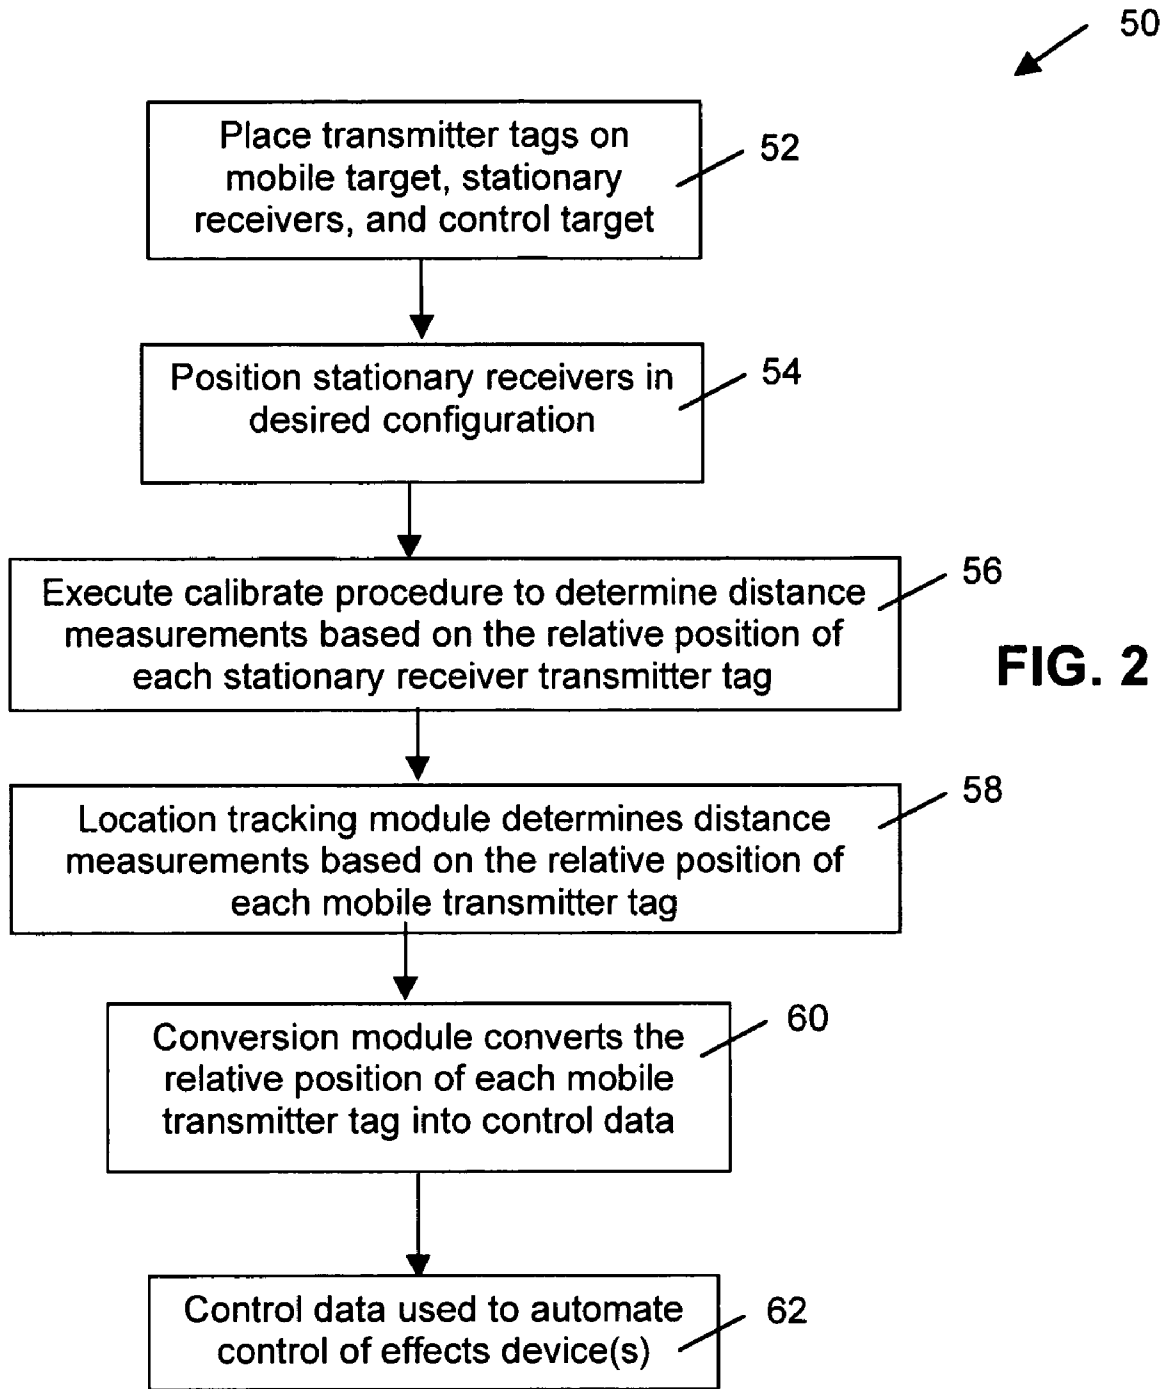 50
Place transmitter tags on
mobile target, stationary
receivers, and control target
52
Position stationary receivers in
desired configuration
54
Execute calibrate procedure to determine distance
measurements based on the relative position of
each stationary receiver transmitter tag
56
FIG. 2
Location tracking module determines distance
measurements based on the relative position of
each mobile transmitter tag
58
Conversion module converts the
relative position of each mobile
transmitter tag into control data
60
Control data used to automate
control of effects device(s)
62